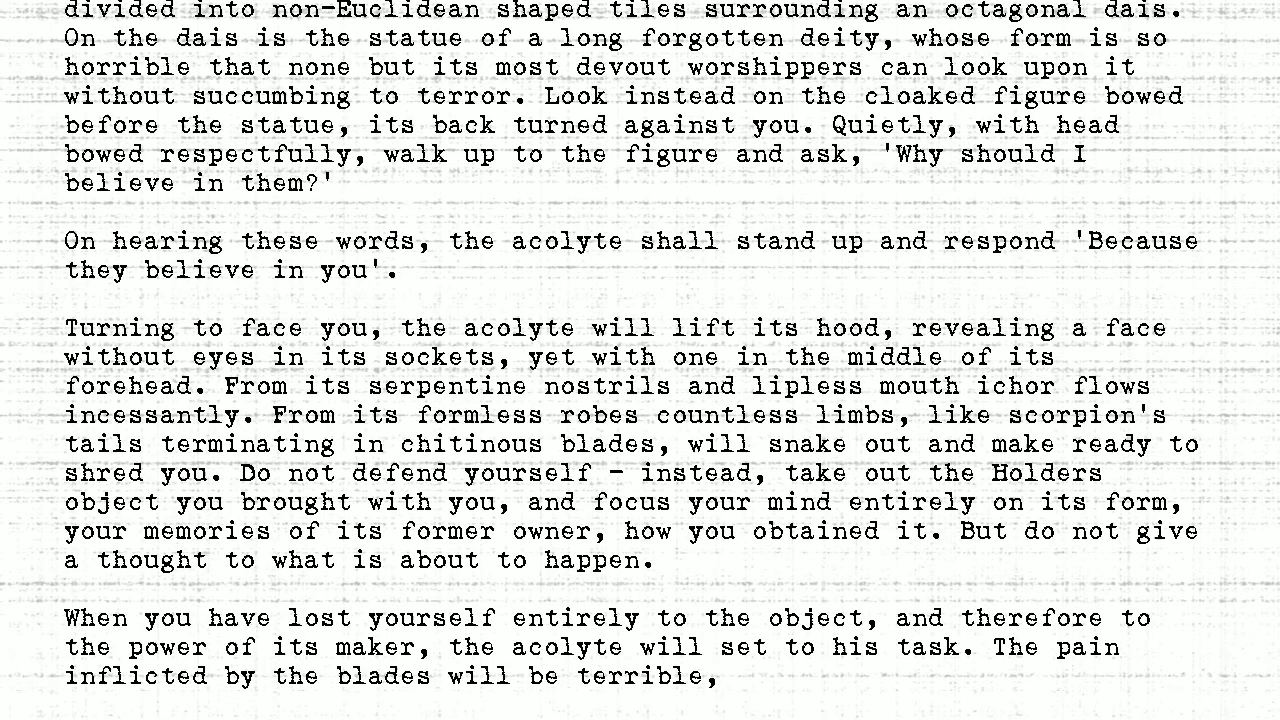 divided into non-Euclidean shaped tiles surrounding an octagonal dais.
On the dais is the statue of a long forgotten deity, whose form is so
horrible that none but its most devout worshippers can look upon it
without succumbing to terror. Look instead on the cloaked figure bowed
before the statue, its back turned against you. Quietly, with head
bowed respectfully, walk up to the figure and ask, 'Why should I
believe in them?'
On hearing these words, the acolyte shall stand up and respond 'Because
they believe in you'.
Turning to face you, the acolyte will lift its hood, revealing a face
without eyes in its sockets, yet with one in the middle of its
forehead. From its serpentine nostrils and lipless mouth ichor flows
incessantly. From its formless robes countless limbs, like scorpion's
tails terminating in chitinous blades, will snake out and make ready to
shred you. Do not defend yourself - instead, take out the Holders
object you brought with you, and focus your mind entirely on its form,
your memories of its former owner, how you obtained it. But do not give
a thought to what is about to happen.
When you have lost yourself entirely to the object, and therefore to
the power of its maker, the acolyte will set to his task. The pain
inflicted by the blades will be terrible,